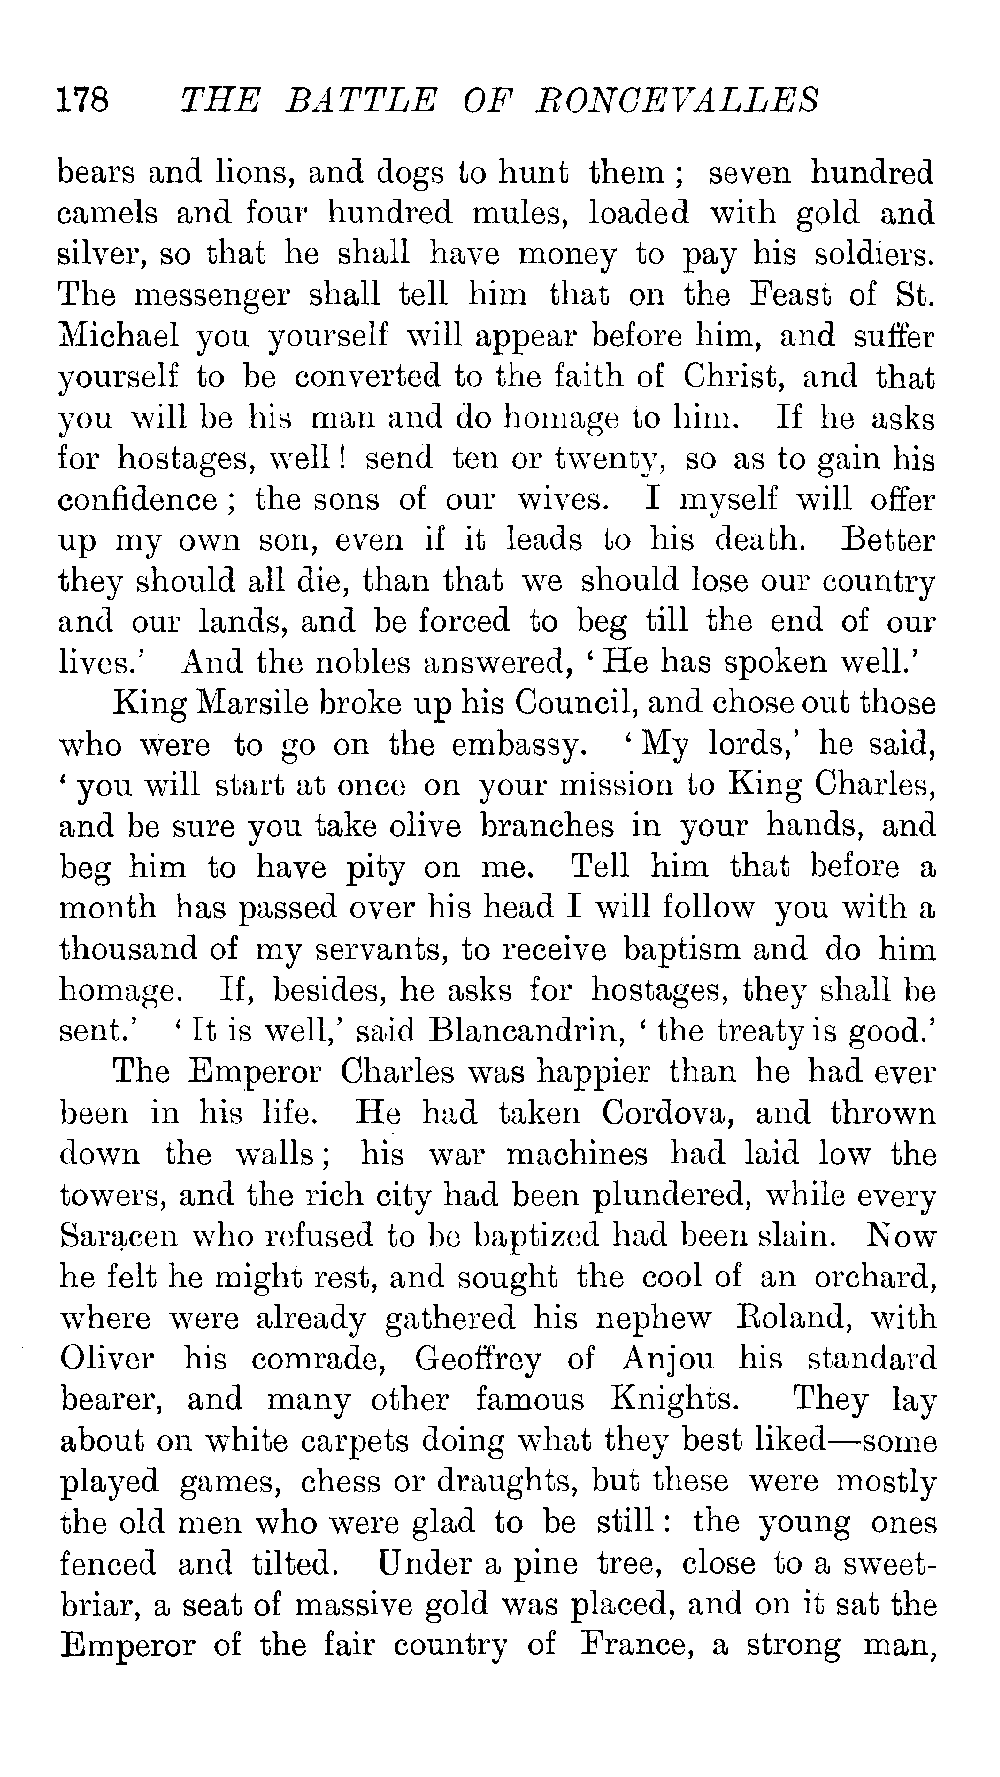 178 THE BATTLE OF RONCEVALLES
bears and lions, and dogs to hunt them ; seven hundred
camels and four hundred mules, loaded with gold and
silver, so that he shall have money to pay his soldiers.
The messenger shall tell him that on the Feast of St.
Michael you yourself will appear before him, and suffer
yourself to be converted to the faith of Christ, and that
you will be his man and do homage to him. If he asks
for hostages, well ! send ten or twenty, so as to gain his
confidence ; the sons of our wives. I myself will offer
up my own son, even if it leads to his death. Better
they should all die, than that we should lose our country
and our lands, and be forced to beg till the end of our
lives.' And the nobles answered, ‘ He has spoken well.’
King Marsile broke up his Council, and chose out those
who were to go on the embassy. ‘ My lords,’ he said,
‘ you will start at once on your mission to King Charles,
and be sure you take olive branches in your hands, and
beg him to have pity on me. Tell him that before a
month has passed over his head I will follow you with a
thousand of my servants, to receive baptism and do him
homage. If, besides, he asks for hostages, they shall be
sent.’ ‘ It is well,’ said Blancandrin, ‘ the treaty is good.’
The Emperor Charles was happier than he had ever
been in his life. He had taken Cordova, and thrown
down the walls ; his war machines had laid low the
towers, and the rich city had been plundered, while every
Saracen who refused to be baptized had been slain. Now
he felt he might rest, and sought the cool of an orchard,
where were already gathered his nephew Roland, with
Oliver his comrade, Geoffrey of Anjou his standard
bearer, and many other famous Knights. They lay
about on white carpets doing what they best liked—some
played games, chess or draughts, but these were mostly
the old men who were glad to be still : the young ones
fenced and tilted. Under a pine tree, close to a sweet-
briar, a seat of massive gold was placed, and on it sat the
Emperor of the fair country of France, a strong man,